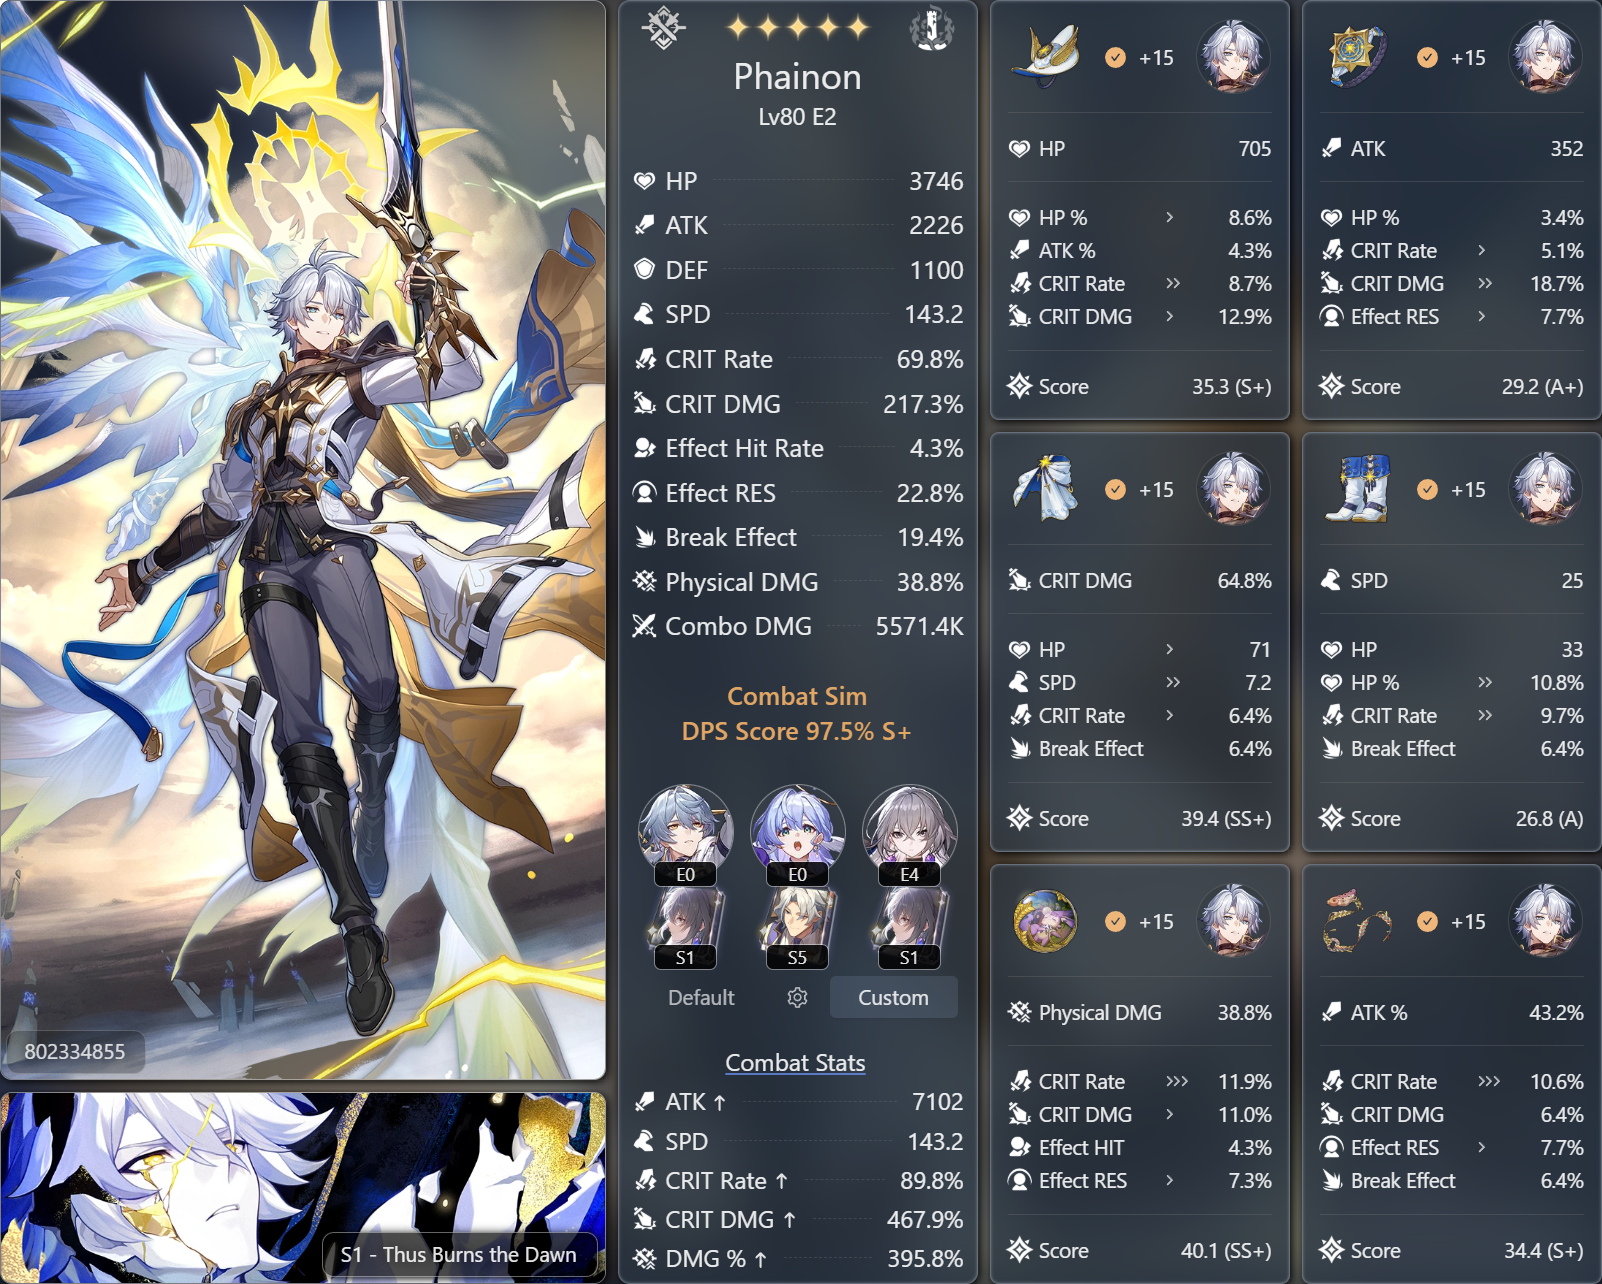 802334855
S1 - Thus Burns the Dawn
Phainon
Lv80 E2
HP 3746
ATK 2226
DEF 1100
SPD 143.2
CRIT Rate 69.8%
CRIT DMG 217.3%
Effect Hit Rate 4.3%
Effect RES 22.8%
Break Effect 19.4%
Physical DMG 38.8%
Combo DMG 5571.4K
Combat Sim
DPS Score 97.5% S+
E0 E0 E4
S1 S5 S1
Default Custom
Combat Stats
ATK ↑ 7102
SPD 143.2
CRIT Rate ↑ 89.8%
CRIT DMG ↑ 467.9%
DMG % ↑ 395.8%
+15
HP 705
HP % > 8.6%
ATK % 4.3%
CRIT Rate >> 8.7%
CRIT DMG > 12.9%
Score 35.3 (S+)
+15
ATK 352
HP % 3.4%
CRIT Rate > 5.1%
CRIT DMG >> 18.7%
Effect RES > 7.7%
Score 29.2 (A+)
+15
CRIT DMG 64.8%
HP > 71
SPD >> 7.2
CRIT Rate > 6.4%
Break Effect 6.4%
Score 39.4 (SS+)
+15
SPD 25
HP 33
HP % >> 10.8%
CRIT Rate >> 9.7%
Break Effect 6.4%
Score 26.8 (A)
+15
Physical DMG 38.8%
CRIT Rate >>> 11.9%
CRIT DMG > 11.0%
Effect HIT 4.3%
Effect RES > 7.3%
Score 40.1 (SS+)
+15
ATK % 43.2%
CRIT Rate >>> 10.6%
CRIT DMG 6.4%
Effect RES > 7.7%
Break Effect 6.4%
Score 34.4 (S+)